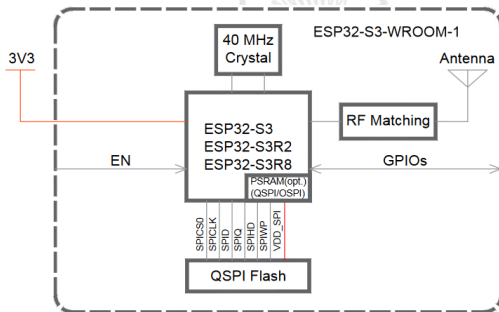 ESP32-S3-WROOM-1
40 MHz
Crystal
3V3
Antenna
RF Matching
ESP32-S3
ESP32-S3R2
ESP32-S3R8
EN
GPIOs
PSRAM(opt.)
(QSPI/OSPI)
SPICS0
SPICLK
SPID
SPIQ
SPIHD
SPIWP
VDD_SPI
QSPI Flash